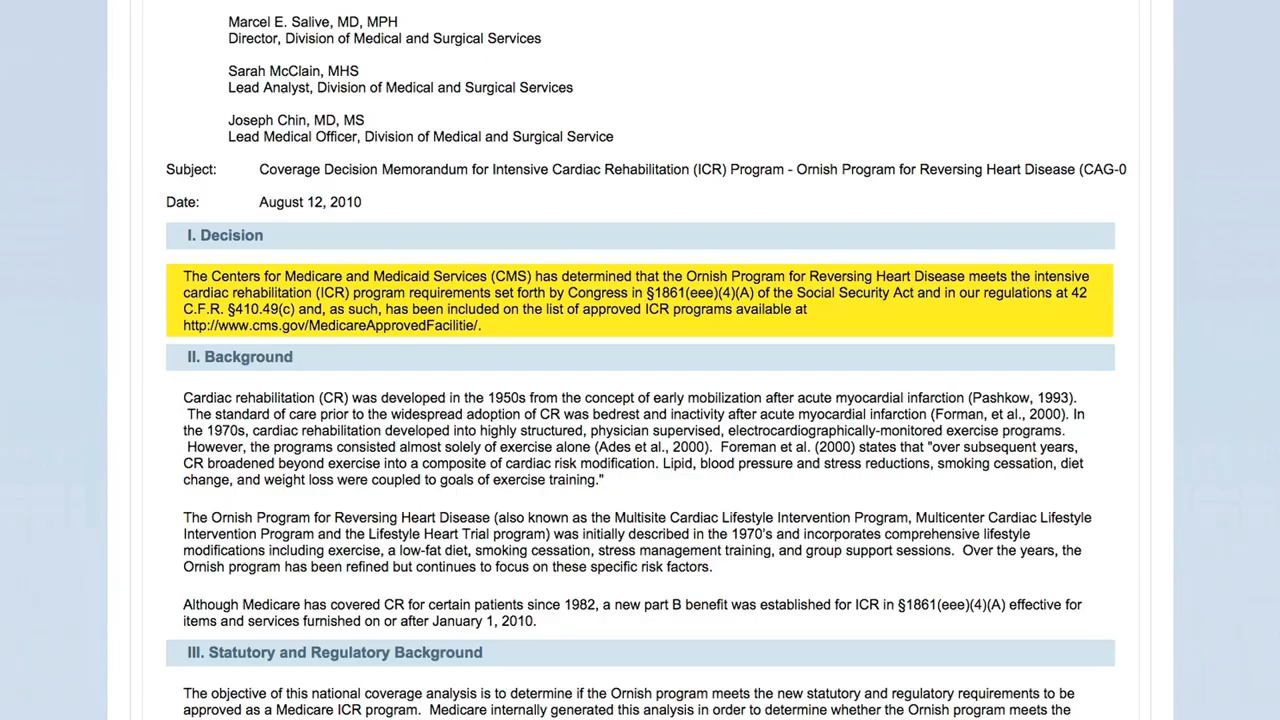 Marcel E. Salive, MD, MPH
Director, Division of Medical and Surgical Services
Sarah McClain, MHS
Lead Analyst, Division of Medical and Surgical Services
Joseph Chin, MD, MS
Lead Medical Officer, Division of Medical and Surgical Service
Subject: Coverage Decision Memorandum for Intensive Cardiac Rehabilitation (ICR) Program - Ornish Program for Reversing Heart Disease (CAG-0
Date: August 12, 2010
I. Decision
The Centers for Medicare and Medicaid Services (CMS) has determined that the Ornish Program for Reversing Heart Disease meets the intensive
cardiac rehabilitation (ICR) program requirements set forth by Congress in §1861(eee)(4)(A) of the Social Security Act and in our regulations at 42
C.F.R. §410.49(c) and, as such, has been included on the list of approved ICR programs available at
http://www.cms.gov/MedicareApprovedFacilitie/.
II. Background
Cardiac rehabilitation (CR) was developed in the 1950s from the concept of early mobilization after acute myocardial infarction (Pashkow, 1993).
The standard of care prior to the widespread adoption of CR was bedrest and inactivity after acute myocardial infarction (Forman, et al., 2000). In
the 1970s, cardiac rehabilitation developed into highly structured, physician supervised, electrocardiographically-monitored exercise programs.
However, the programs consisted almost solely of exercise alone (Ades et al., 2000). Foreman et al. (2000) states that "over subsequent years,
CR broadened beyond exercise into a composite of cardiac risk modification. Lipid, blood pressure and stress reductions, smoking cessation, diet
change, and weight loss were coupled to goals of exercise training."
The Ornish Program for Reversing Heart Disease (also known as the Multisite Cardiac Lifestyle Intervention Program, Multicenter Cardiac Lifestyle
Intervention Program and the Lifestyle Heart Trial program) was initially described in the 1970's and incorporates comprehensive lifestyle
modifications including exercise, a low-fat diet, smoking cessation, stress management training, and group support sessions. Over the years, the
Ornish program has been refined but continues to focus on these specific risk factors.
Although Medicare has covered CR for certain patients since 1982, a new part B benefit was established for ICR in §1861(eee)(4)(A) effective for
items and services furnished on or after January 1, 2010.
III. Statutory and Regulatory Background
The objective of this national coverage analysis is to determine if the Ornish program meets the new statutory and regulatory requirements to be
approved as a Medicare ICR program. Medicare internally generated this analysis in order to determine whether the Ornish program meets the